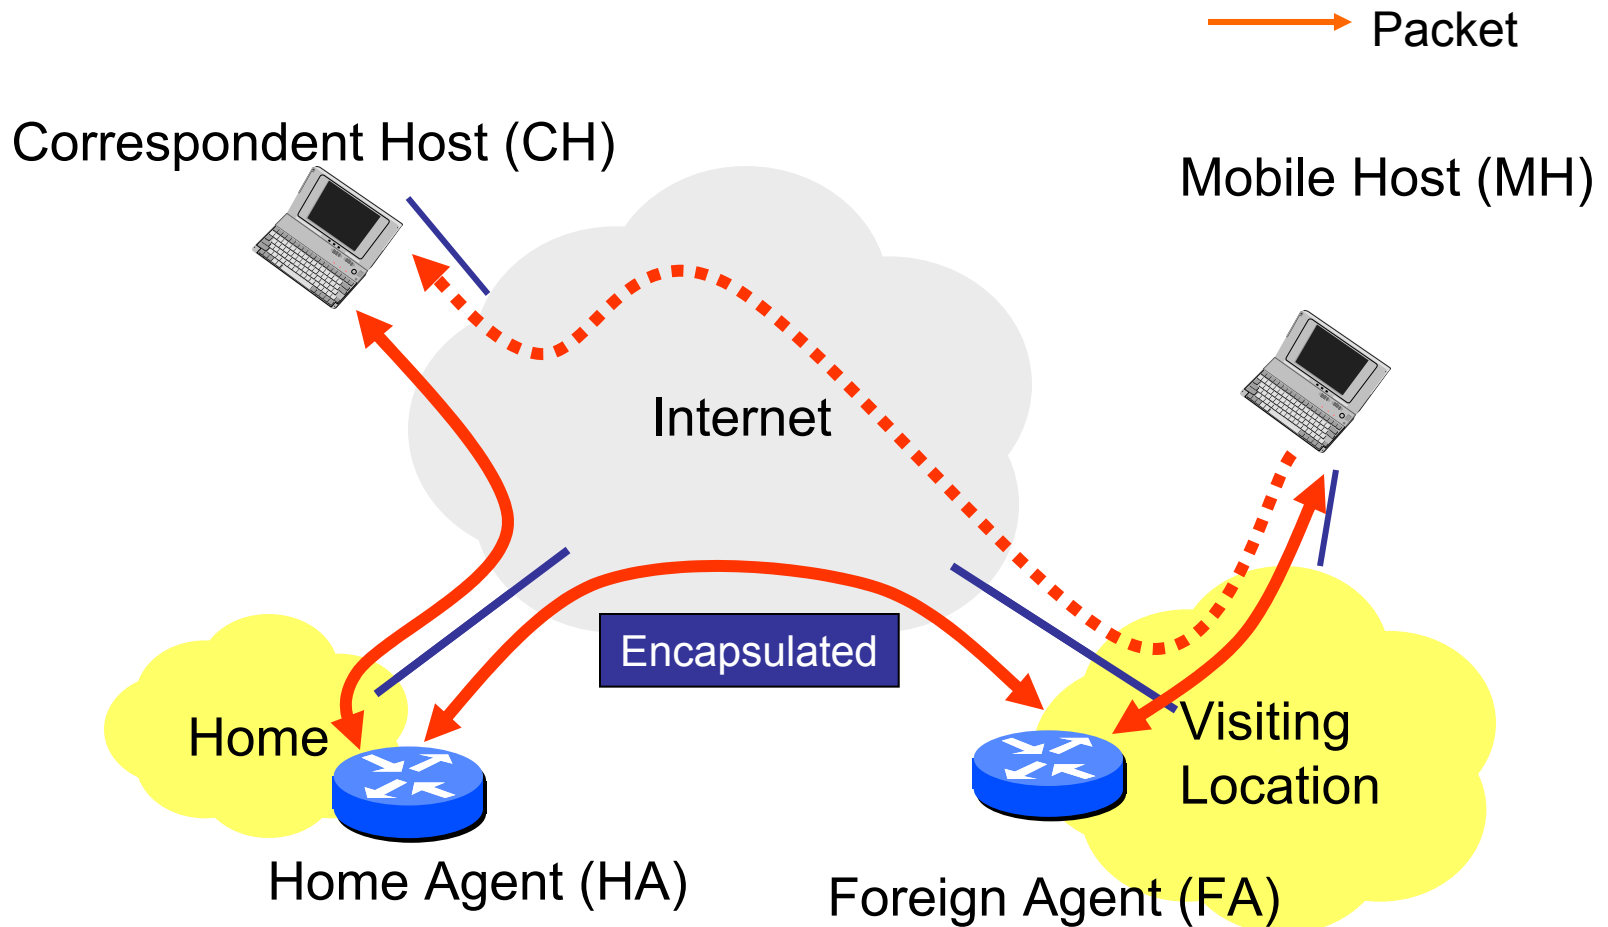 Packet
Correspondent Host (CH)
Mobile Host (MH)
Internet
Encapsulated
Home
Visiting
Location
Home Agent (HA)
Foreign Agent (FA)